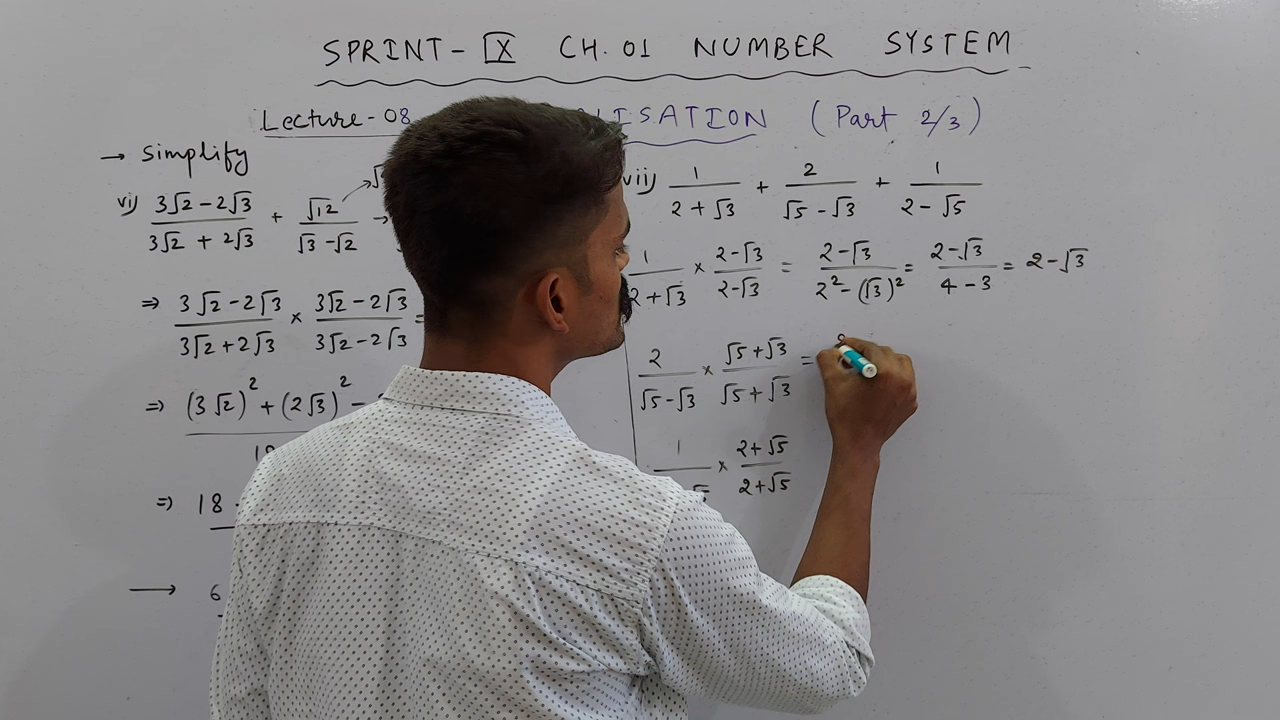 SPRINT - IX CH. 01 NUMBER SYSTEM
Lecture - 08 LISATION (Part 2/3)
→ Simplify
vi) (3√2 - 2√3)/(3√2 + 2√3) + √12/(√3 - √2) →
⇒ (3√2 - 2√3)/(3√2 + 2√3) × (3√2 - 2√3)/(3√2 - 2√3) =
⇒ (3√2)² + (2√3)² -
⇒ 18
→ 6
vii) 1/(2 + √3) + 2/(√5 - √3) + 1/(2 - √5)
1/(2 + √3) × (2 - √3)/(2 - √3) = (2 - √3)/(2² - (√3)²) = (2 - √3)/(4 - 3) = 2 - √3
2/(√5 - √3) × (√5 + √3)/(√5 + √3) =
1/ × (2 + √5)/(2 + √5)